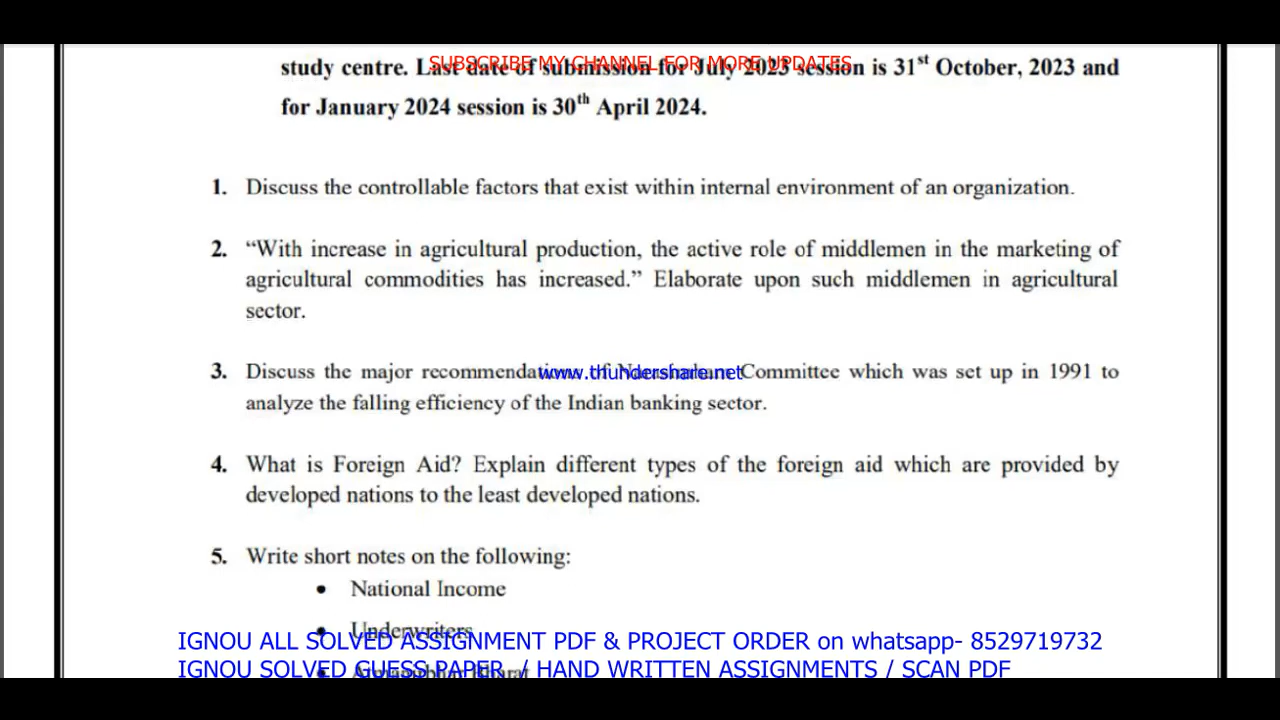 SUBSCRIBE MY CHANNEL FOR MORE UPDATES
study centre. Last date of submission for July 2023 session is 31st October, 2023 and
for January 2024 session is 30th April 2024.
1. Discuss the controllable factors that exist within internal environment of an organization.
2. “With increase in agricultural production, the active role of middlemen in the marketing of
agricultural commodities has increased.” Elaborate upon such middlemen in agricultural
sector.
3. Discuss the major recommendations of Committee which was set up in 1991 to
www.thundershare.net
analyze the falling efficiency of the Indian banking sector.
4. What is Foreign Aid? Explain different types of the foreign aid which are provided by
developed nations to the least developed nations.
5. Write short notes on the following:
• National Income
• Underwriters
IGNOU ALL SOLVED ASSIGNMENT PDF & PROJECT ORDER on whatsapp- 8529719732
IGNOU SOLVED GUESS PAPER / HAND WRITTEN ASSIGNMENTS / SCAN PDF